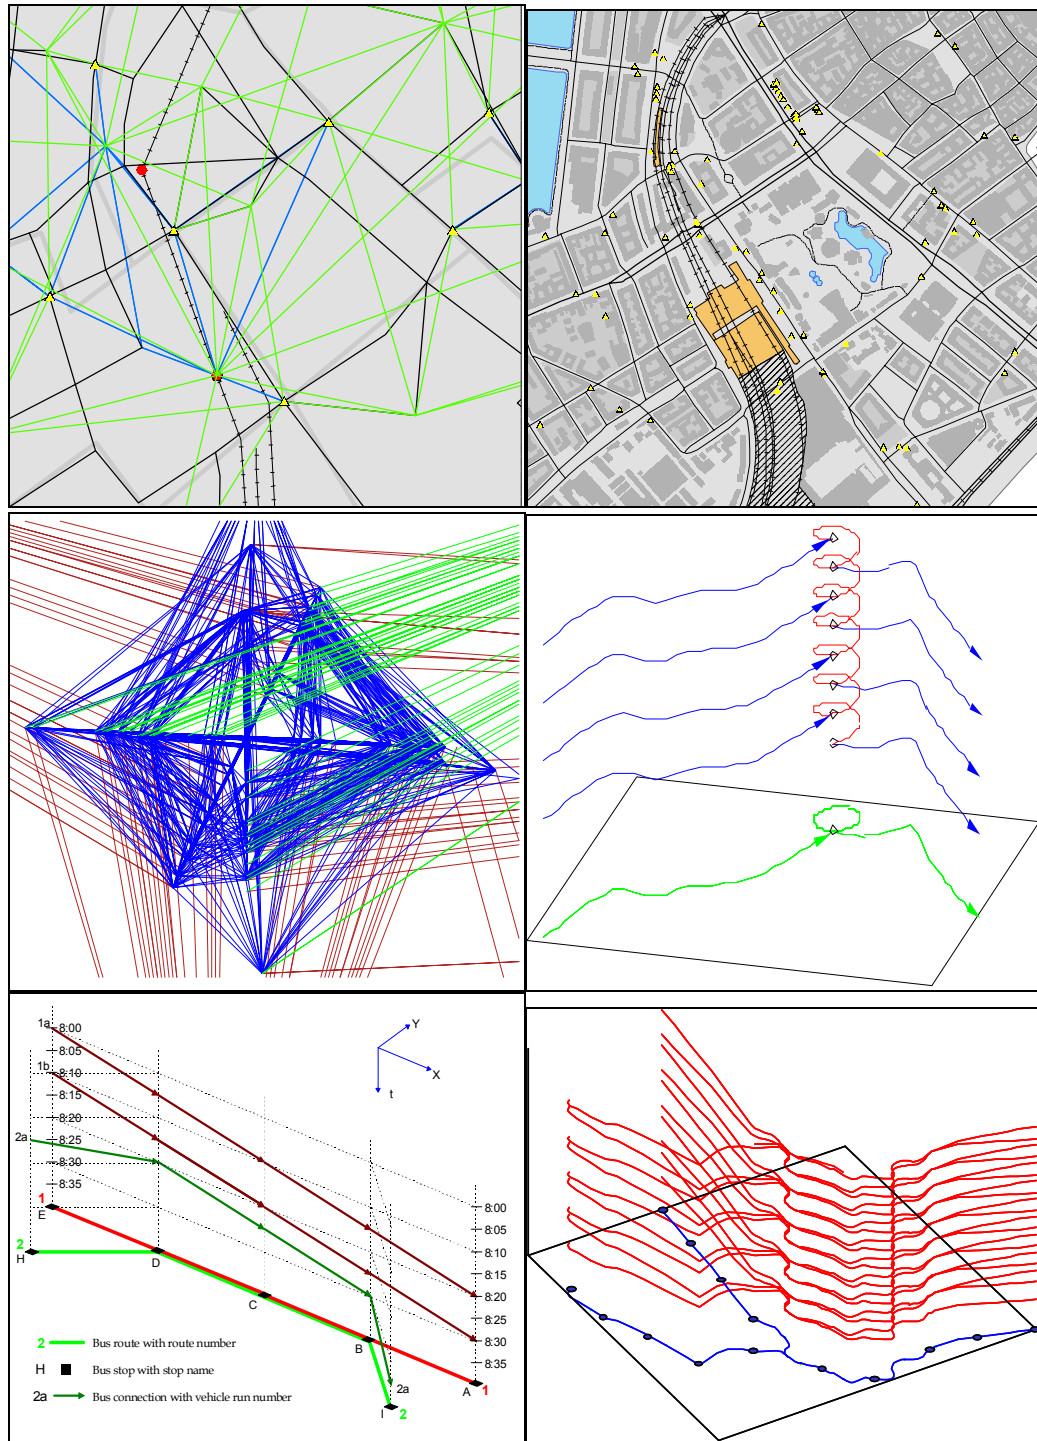 1a
8:00
8:05
1b
8:10
8:15
8:20
2a
8:25
8:30
8:35
1
E
2
H
D
C
B
A
1
I
2
2a
Y
X
t
8:00
8:05
8:10
8:15
8:20
8:25
8:30
8:35
2 Bus route with route number
H Bus stop with stop name
2a Bus connection with vehicle run number